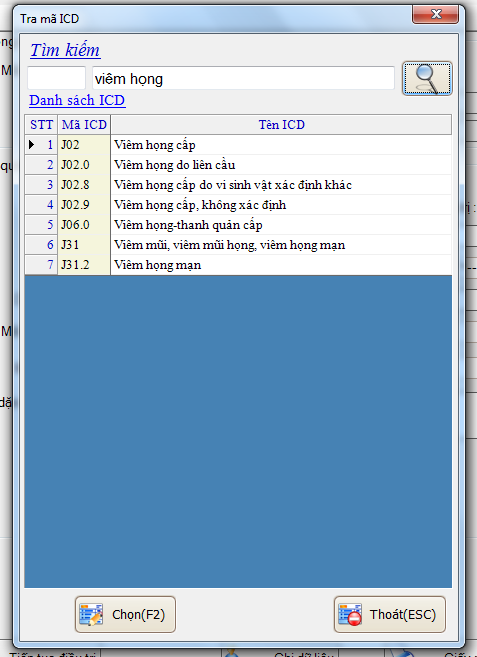 Tra mã ICD
Tìm kiếm
viêm họng
Danh sách ICD
STT Mã ICD Tên ICD
1 J02 Viêm họng cấp
2 J02.0 Viêm họng do liên cầu
3 J02.8 Viêm họng cấp do vi sinh vật xác định khác
4 J02.9 Viêm họng cấp, không xác định
5 J06.0 Viêm họng-thanh quản cấp
6 J31 Viêm mũi, viêm mũi họng, viêm họng mạn
7 J31.2 Viêm họng mạn
Chọn(F2) Thoát(ESC)